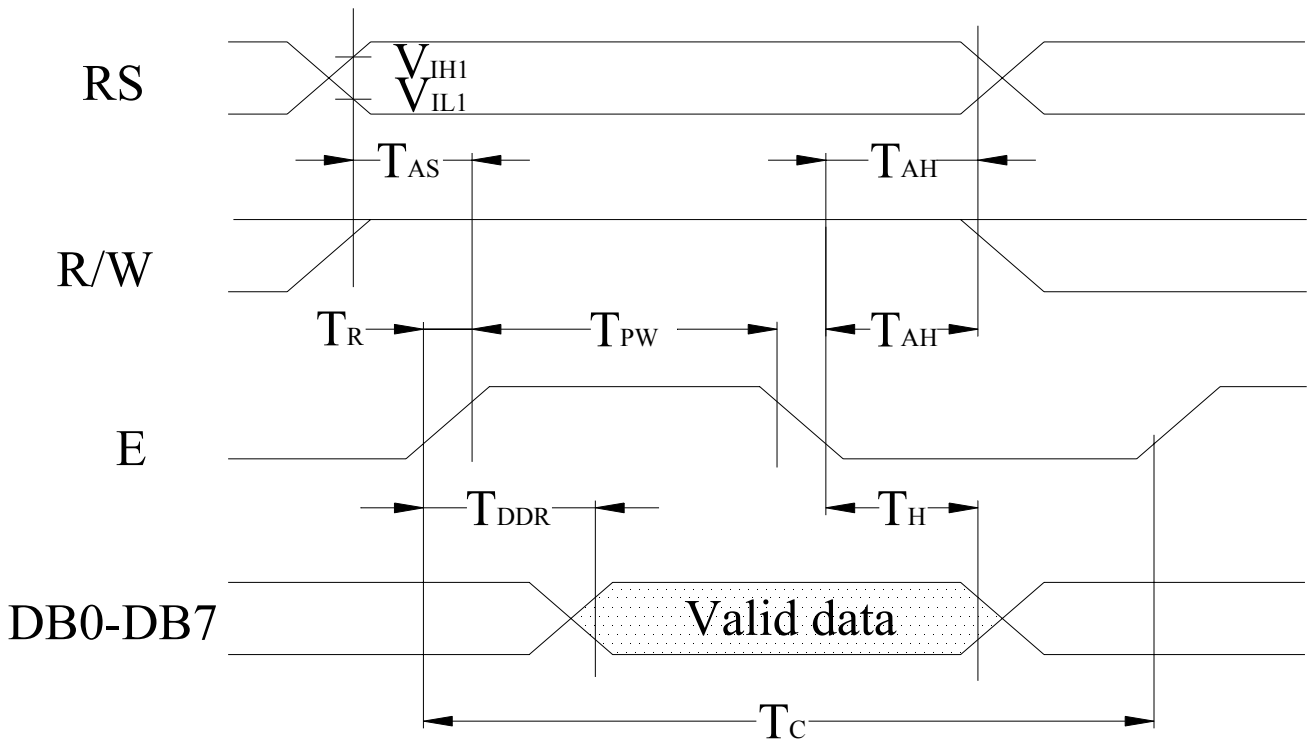 RS
VIH1
VIL1
TAS
TAH
R/W
TR
TPW
TAH
E
TDDR
TH
DB0-DB7
Valid data
TC